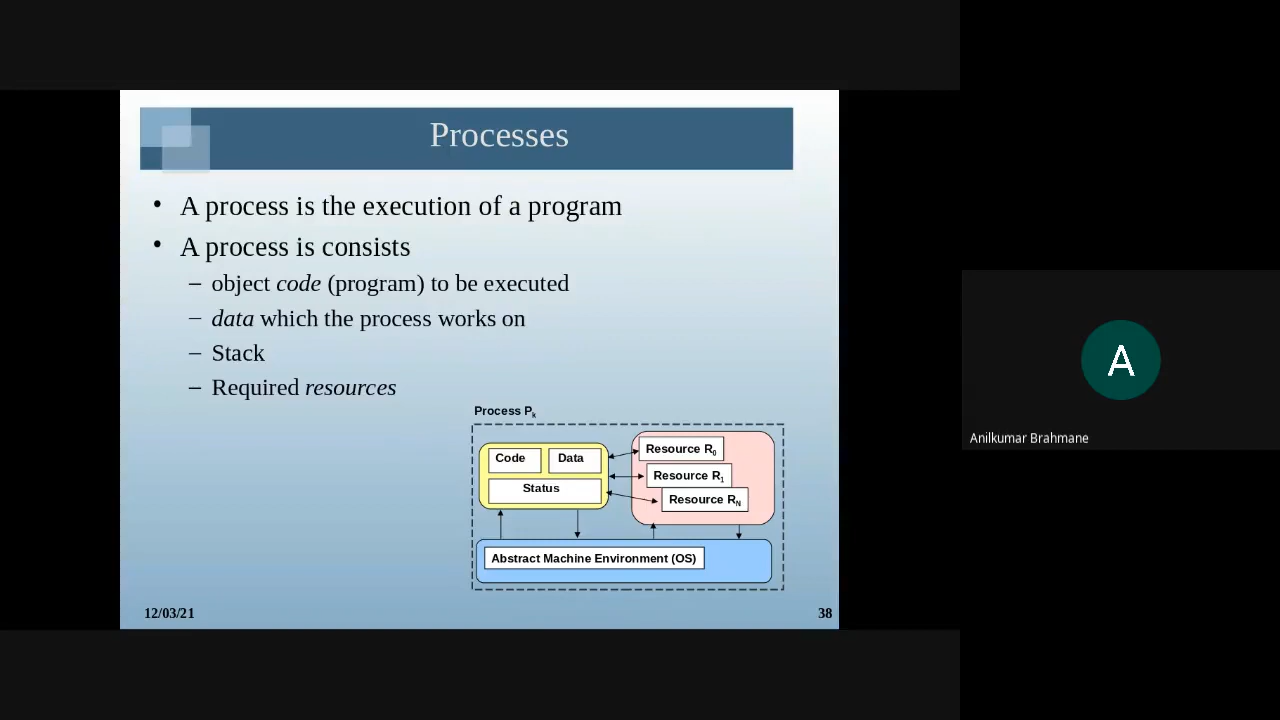 Processes
• A process is the execution of a program
• A process is consists
– object code (program) to be executed
– data which the process works on
– Stack
– Required resources
Process Pk
Code Data
Status
Resource R0
Resource R1
Resource RN
Abstract Machine Environment (OS)
12/03/21
38
A
Anilkumar Brahmane